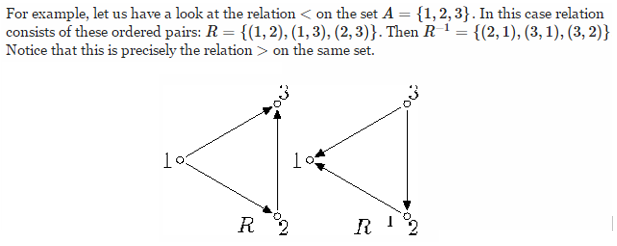 For example, let us have a look at the relation < on the set A = {1, 2, 3}. In this case relation
consists of these ordered pairs: R = {(1, 2), (1, 3), (2, 3)}. Then R⁻¹ = {(2, 1), (3, 1), (3, 2)}
Notice that this is precisely the relation > on the same set.
3 3
1 1
R 2 R 1 2